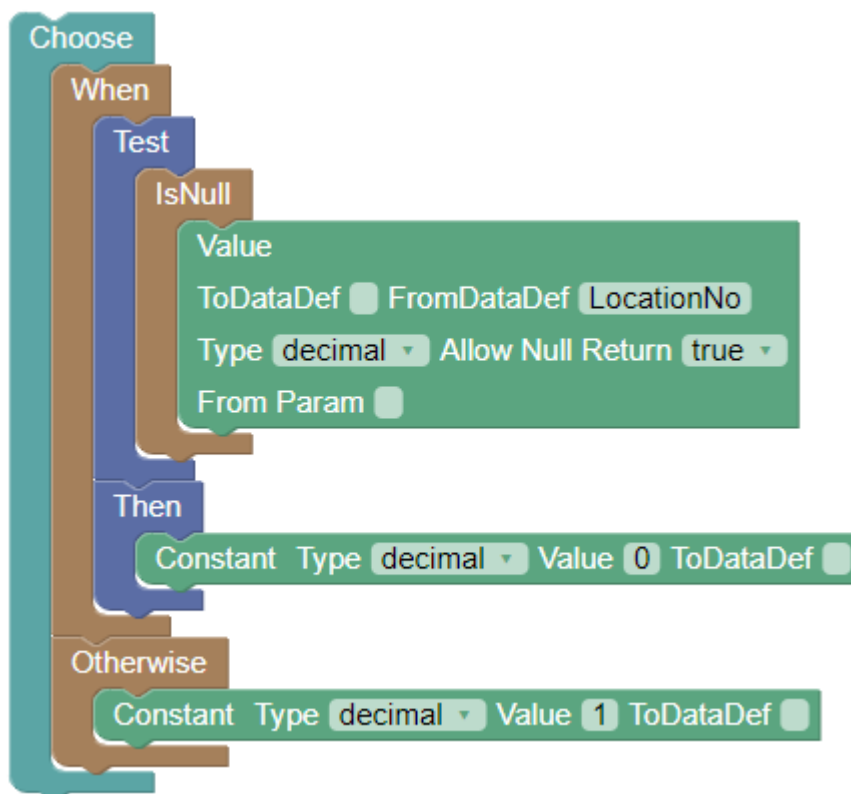 Choose
When
Test
IsNull
Value
ToDataDef FromDataDef LocationNo
Type decimal Allow Null Return true
From Param
Then
Constant Type decimal Value 0 ToDataDef
Otherwise
Constant Type decimal Value 1 ToDataDef